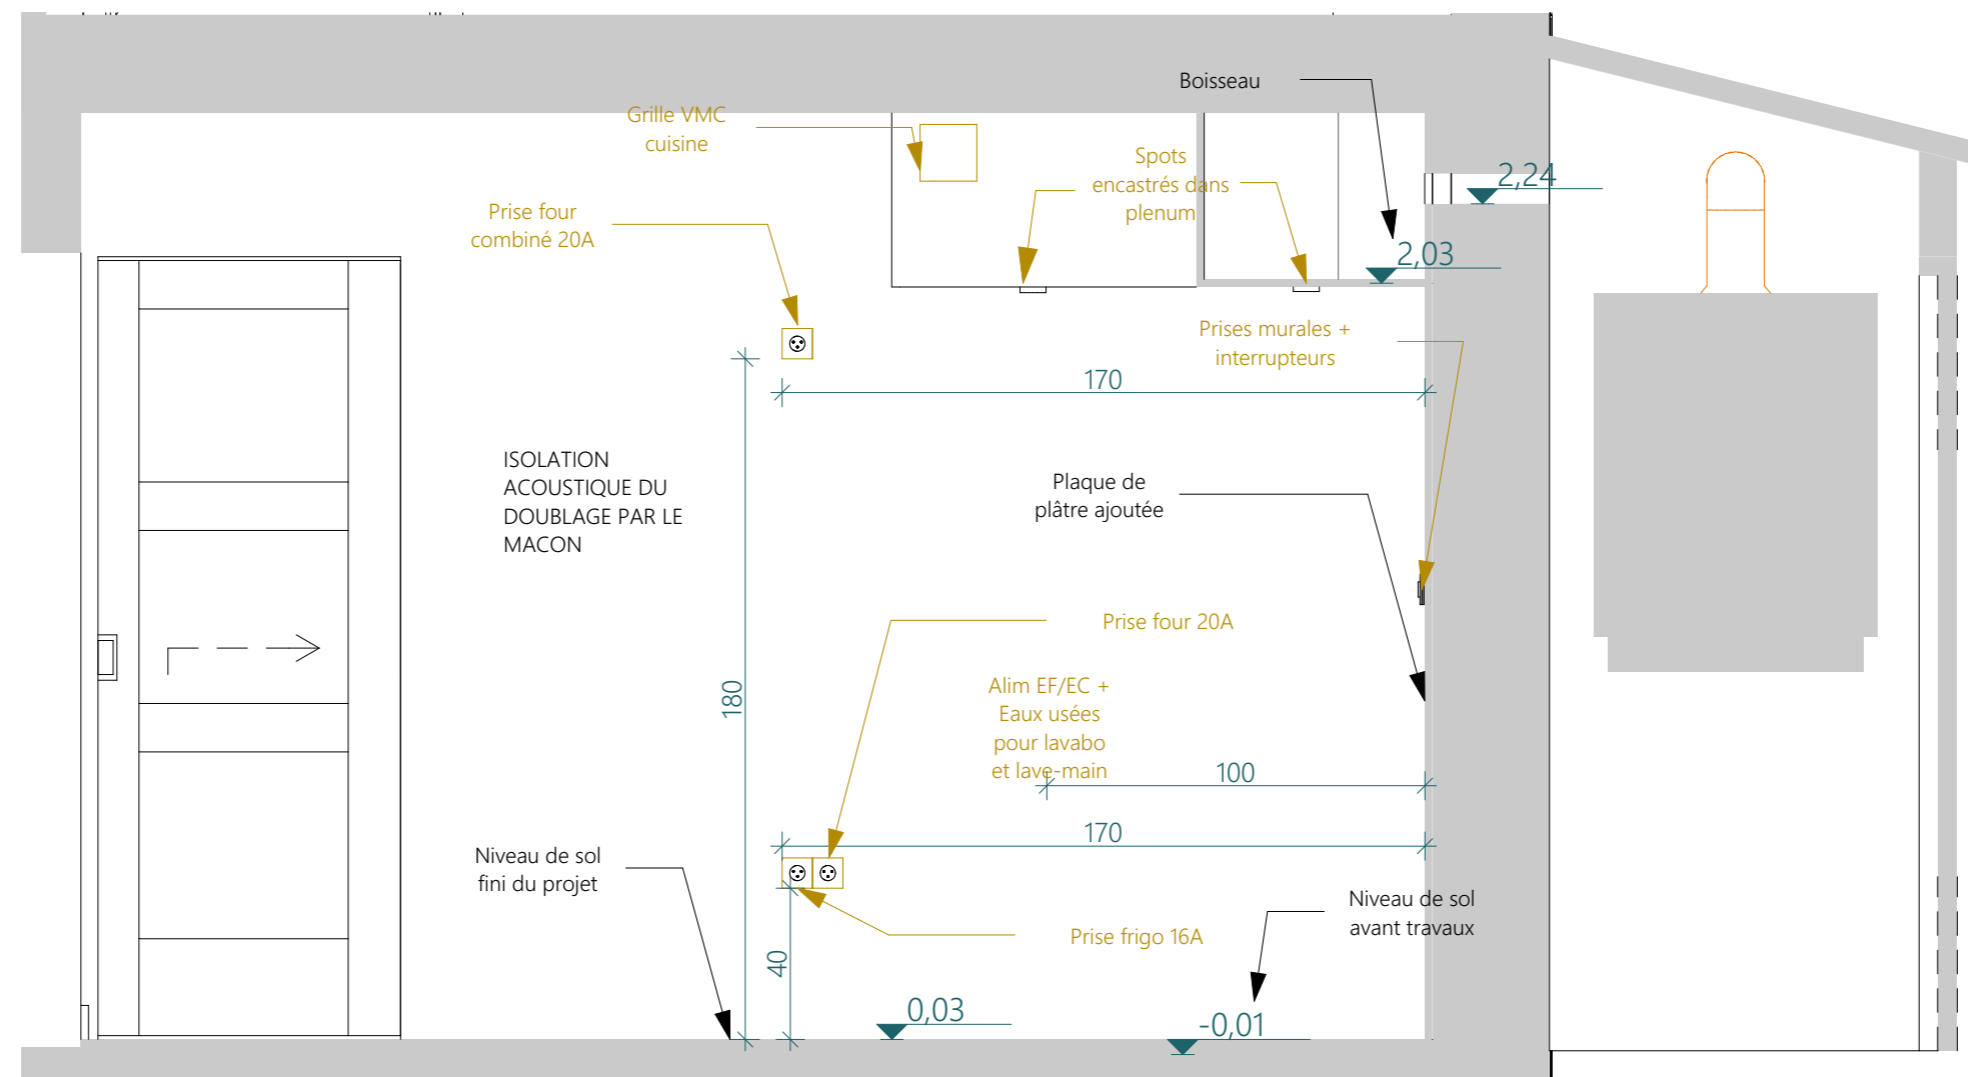 Boisseau
Grille VMC
cuisine
Spots
encastrés dans
plenum
2,24
Prise four
combiné 20A
2,03
Prises murales +
interrupteurs
170
ISOLATION
ACOUSTIQUE DU
DOUBLAGE PAR LE
MACON
Plaque de
plâtre ajoutée
Prise four 20A
180
Alim EF/EC +
Eaux usées
pour lavabo
et lave-main
100
170
Niveau de sol
fini du projet
Niveau de sol
avant travaux
Prise frigo 16A
40
0,03
-0,01